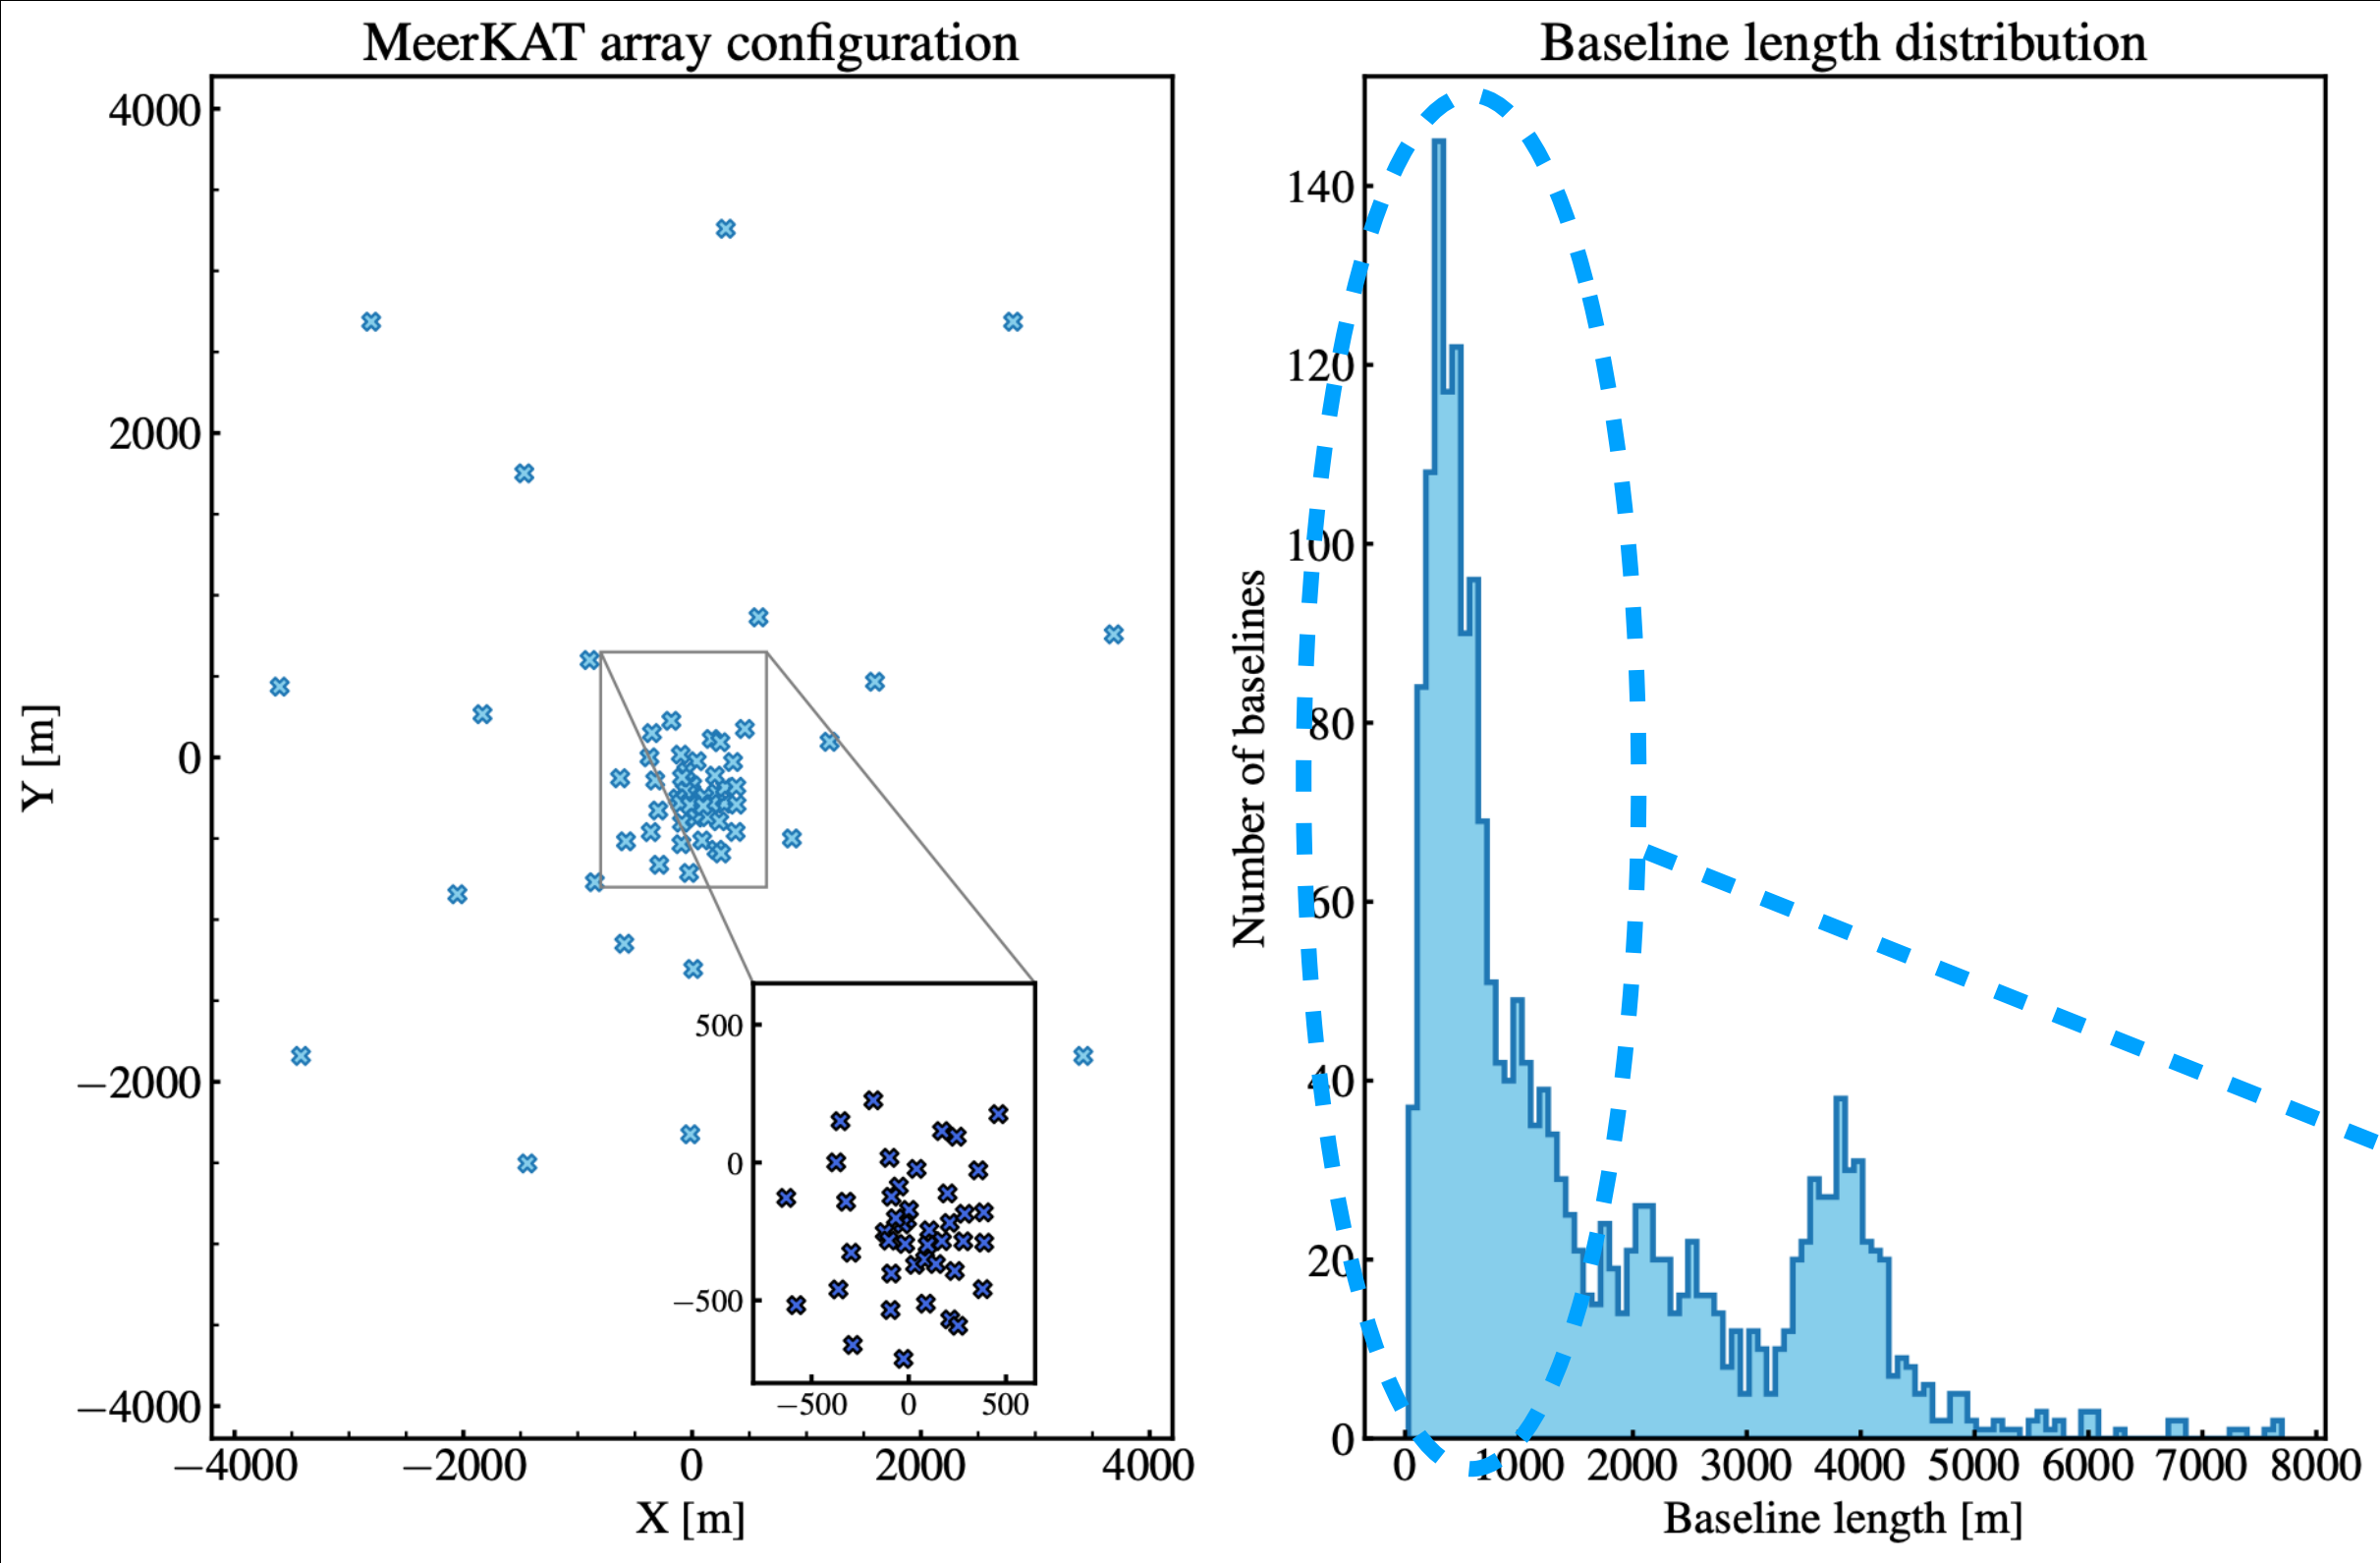 MeerKAT array configuration
4000
2000
0
−2000
−4000
Y [m]
−4000 −2000 0 2000 4000
X [m]
500
0
−500
−500 0 500
Baseline length distribution
140
120
100
80
60
40
20
0
Number of baselines
0 1000 2000 3000 4000 5000 6000 7000 8000
Baseline length [m]